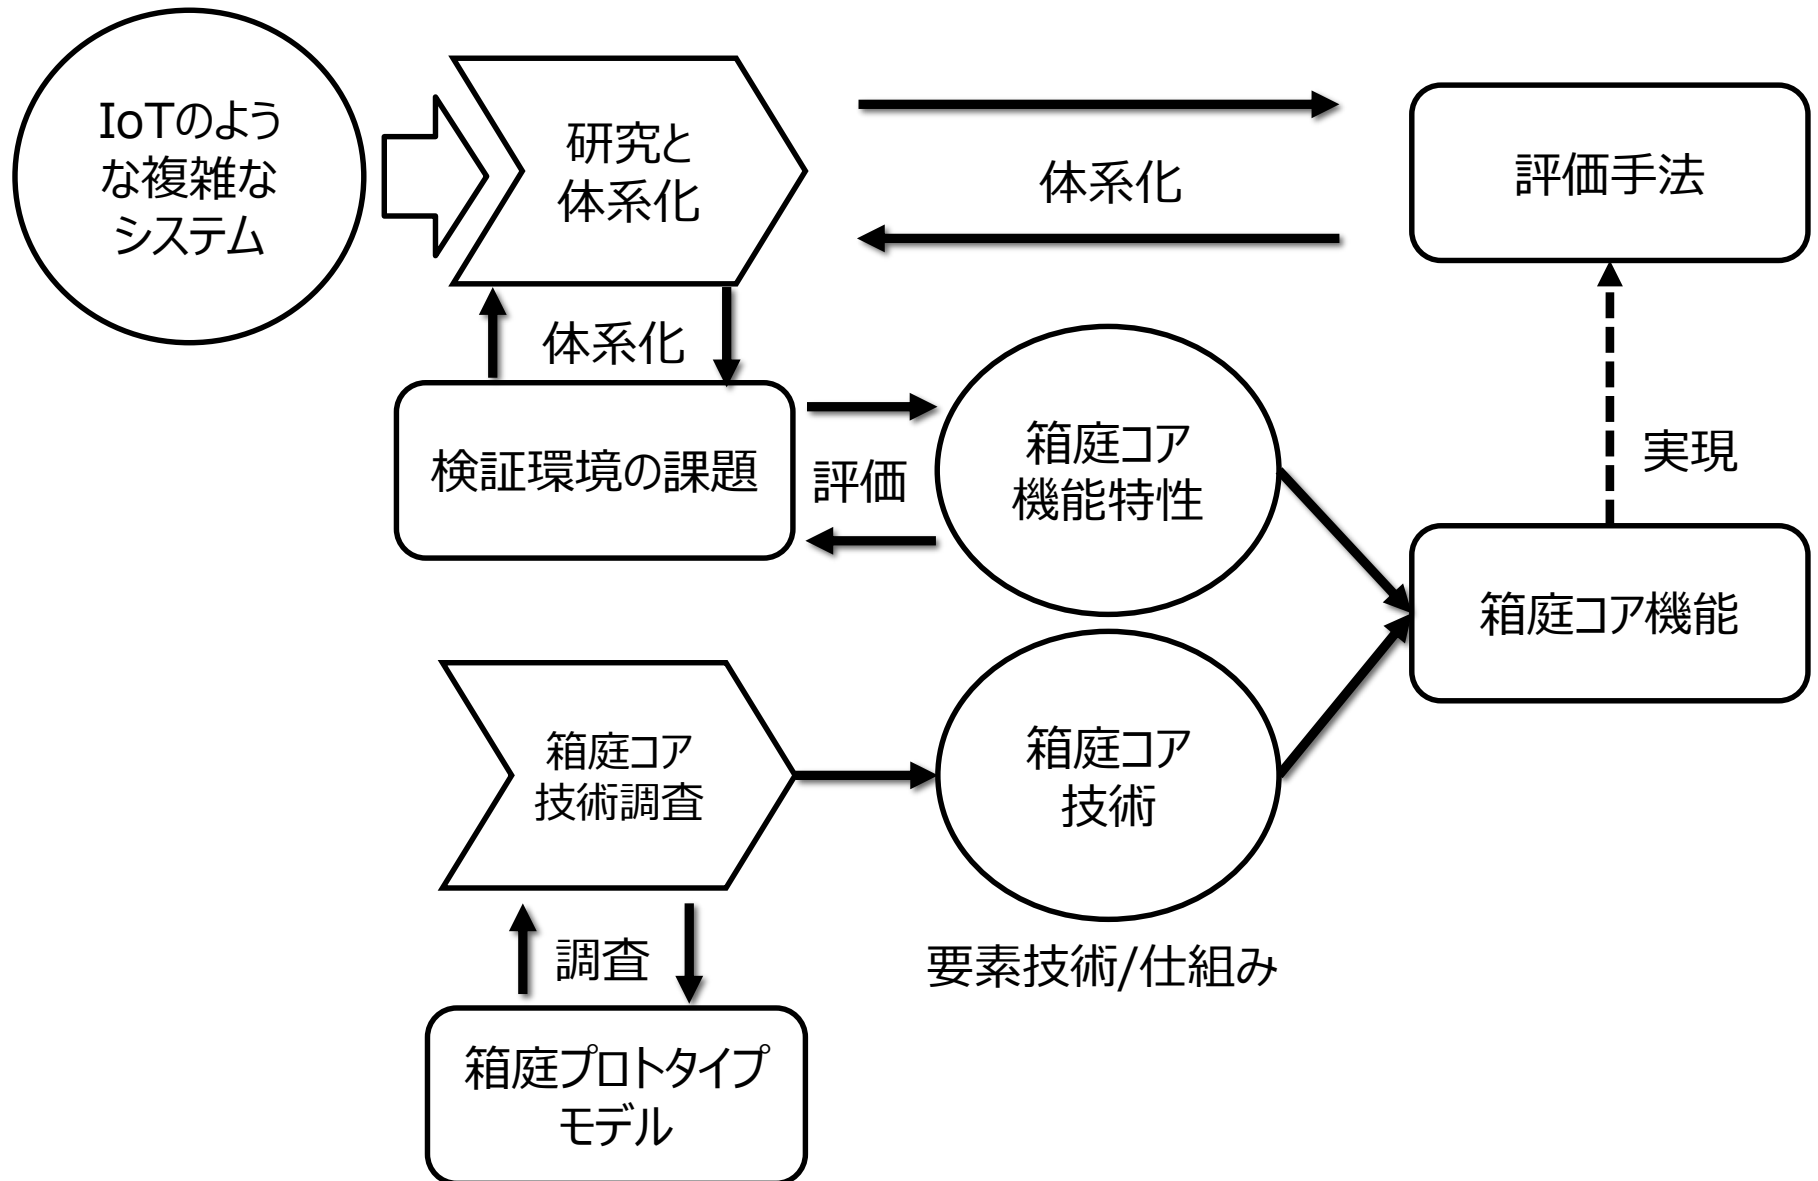 IoTのよう
な複雑な
システム
研究と
体系化
体系化
評価手法
体系化
検証環境の課題
評価
箱庭コア
機能特性
実現
箱庭コア機能
箱庭コア
技術調査
箱庭コア
技術
調査
要素技術/仕組み
箱庭プロトタイプ
モデル